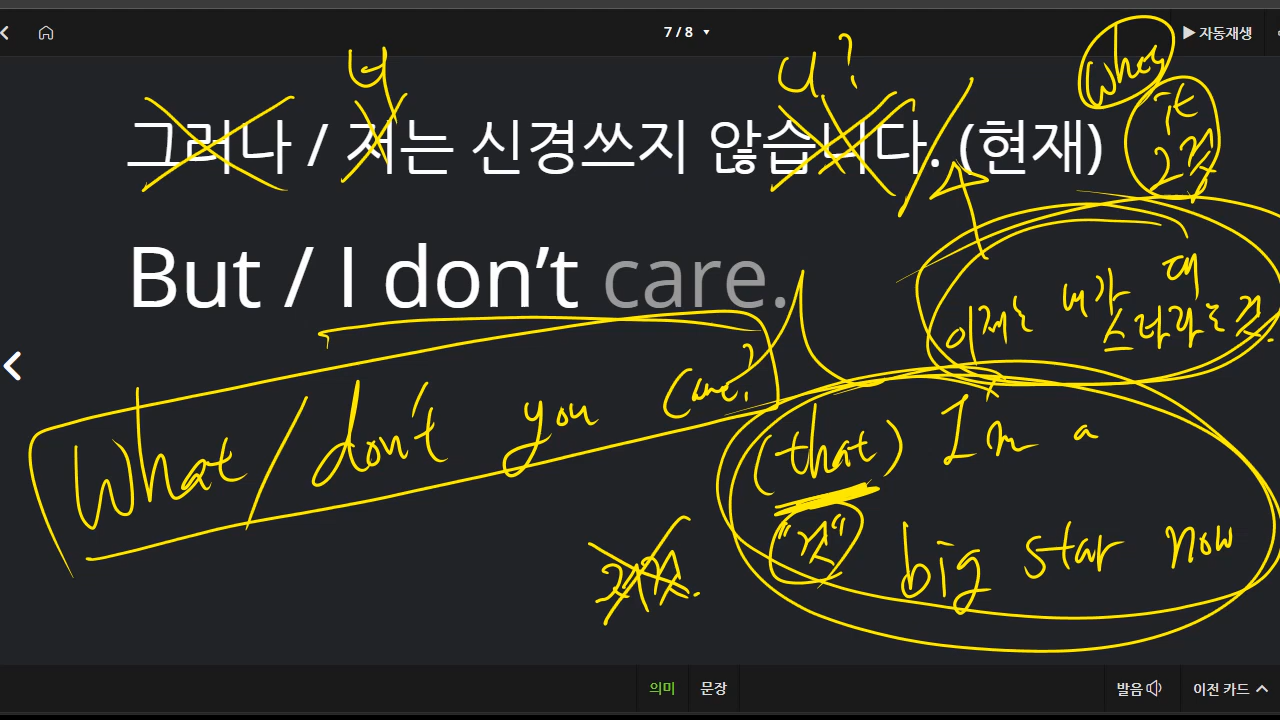 7 / 8
자동재생
너
니?
what
it
그것
그러나 / 저는 신경쓰지 않습니다. (현재)
But / I don't care.
이제는 내가 대
스타라는 것.
What / don't you care?
(that) I'm a
"것" big star now
의미 문장
발음 이전 카드